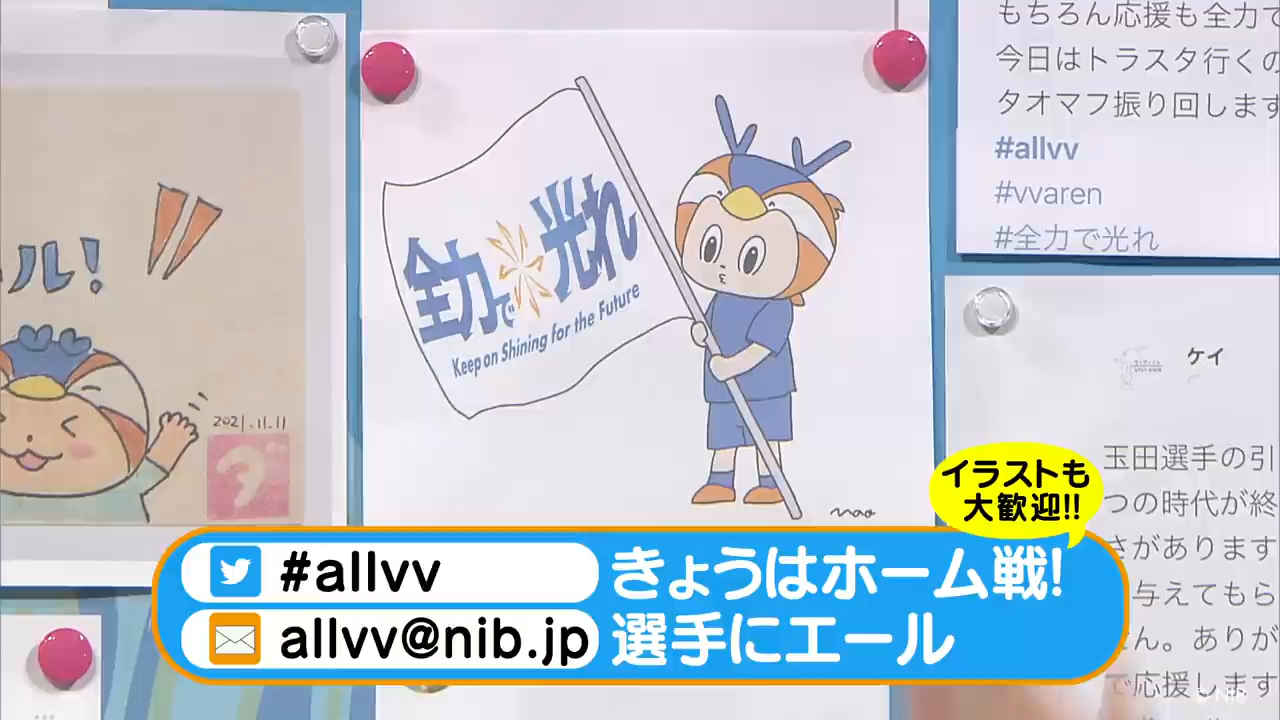 ール!
2021.11.11
全力で光れ
Keep on Shining for the Future
nao
もちろん応援も全力で
今日はトラスタ行くの
タオマフ振り回します
#allvv
#vvaren
#全力で光れ
ケイ
玉田選手の引
つの時代が終
さがあります
与えてもら
ん。ありが
で応援します
イラストも
大歓迎!!
#allvv
きょうはホーム戦!
allvv@nib.jp
選手にエール